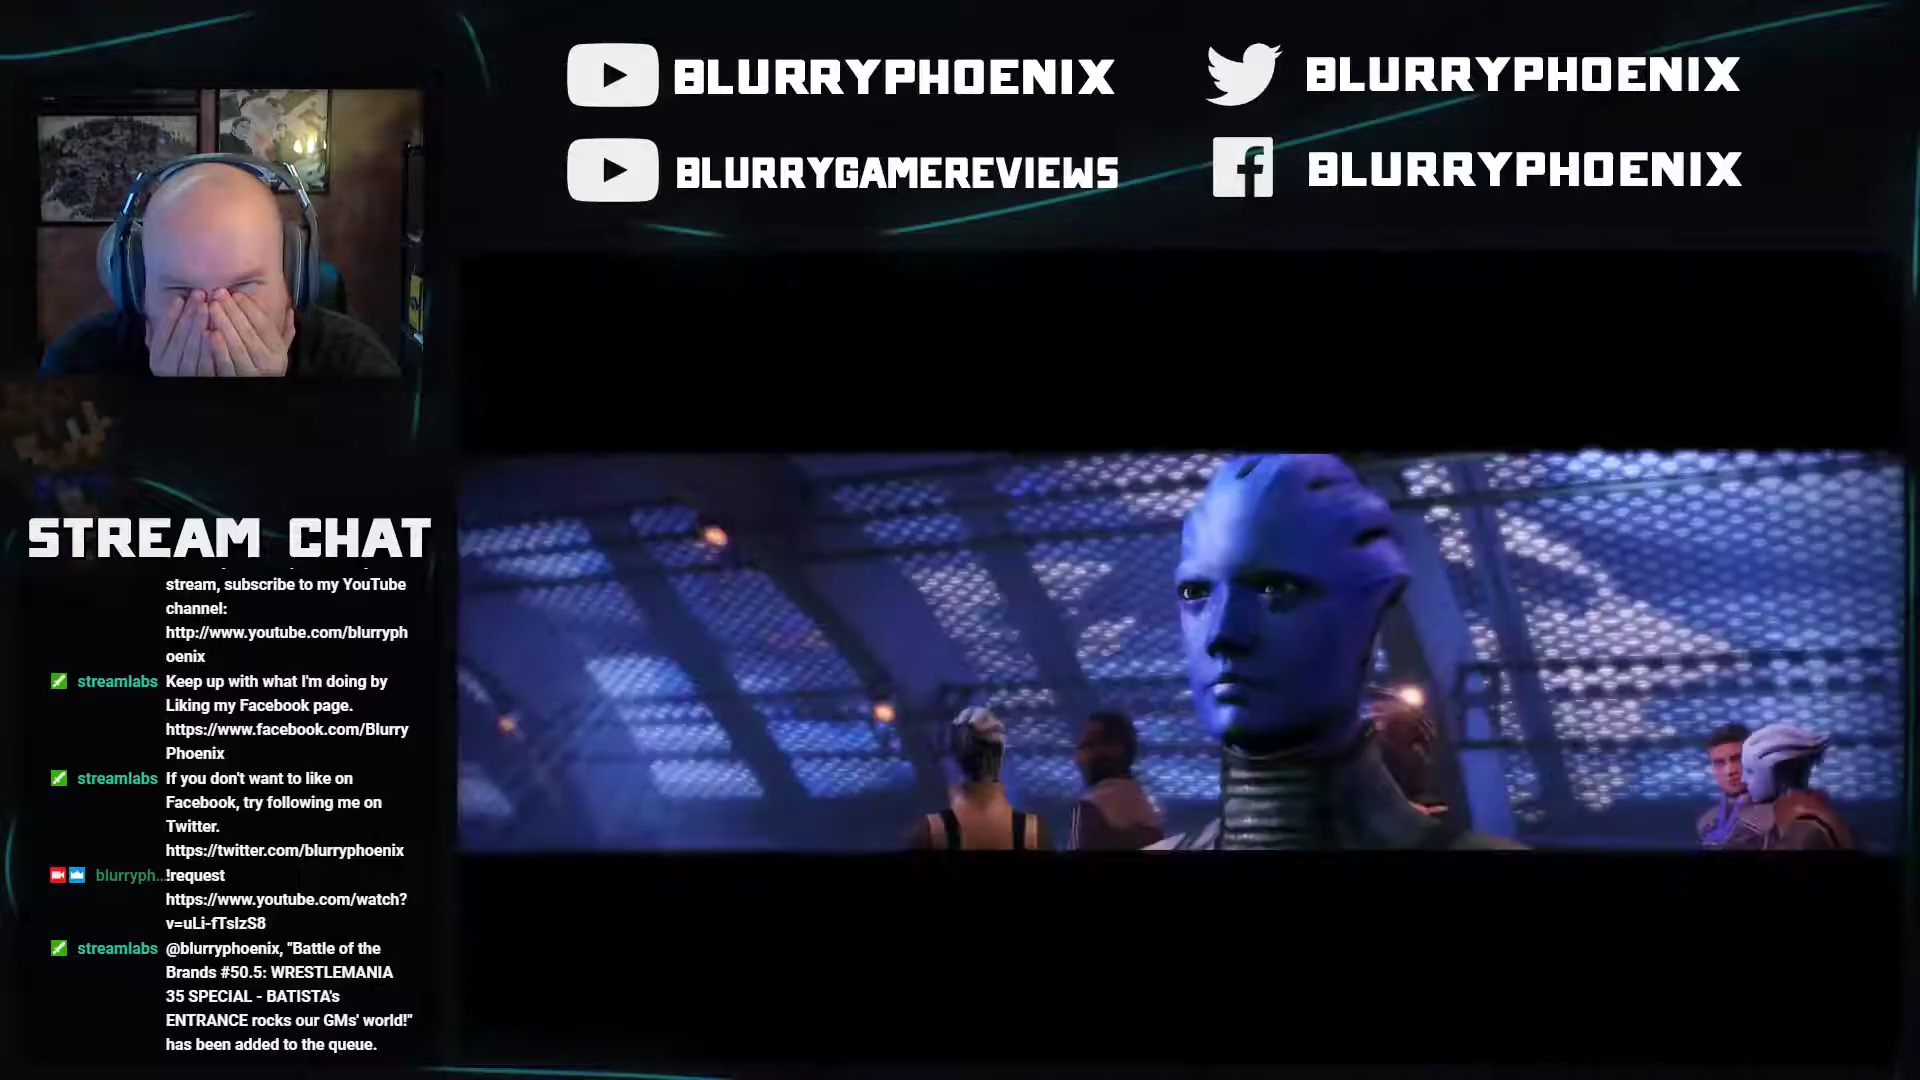 BLURRYPHOENIX
BLURRYPHOENIX
BLURRYGAMEREVIEWS
BLURRYPHOENIX
STREAM CHAT
stream, subscribe to my YouTube
channel:
http://www.youtube.com/blurryph
oenix
streamlabs Keep up with what I'm doing by
Liking my Facebook page.
https://www.facebook.com/Blurry
Phoenix
streamlabs If you don't want to like on
Facebook, try following me on
Twitter.
https://twitter.com/blurryphoenix
blurryph... !request
https://www.youtube.com/watch?
streamlabs @blurryphoenix, "Battle of the
Brands #50.5: WRESTLEMANIA
35 SPECIAL - BATISTA's
ENTRANCE rocks our GMs' world!"
has been added to the queue.